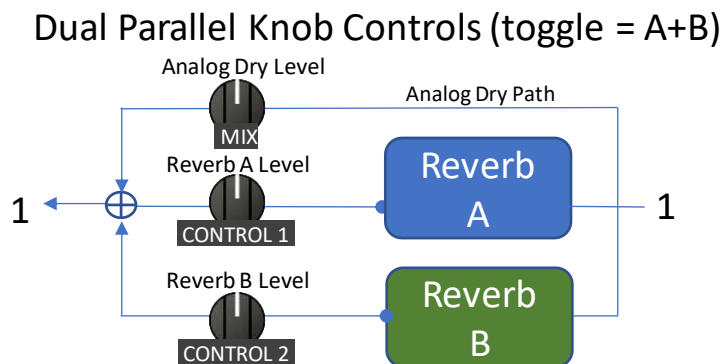 Dual Parallel Knob Controls (toggle = A+B)
Analog Dry Level
Analog Dry Path
MIX
Reverb A Level
Reverb
A
1
1
CONTROL 1
Reverb B Level
Reverb
B
CONTROL 2